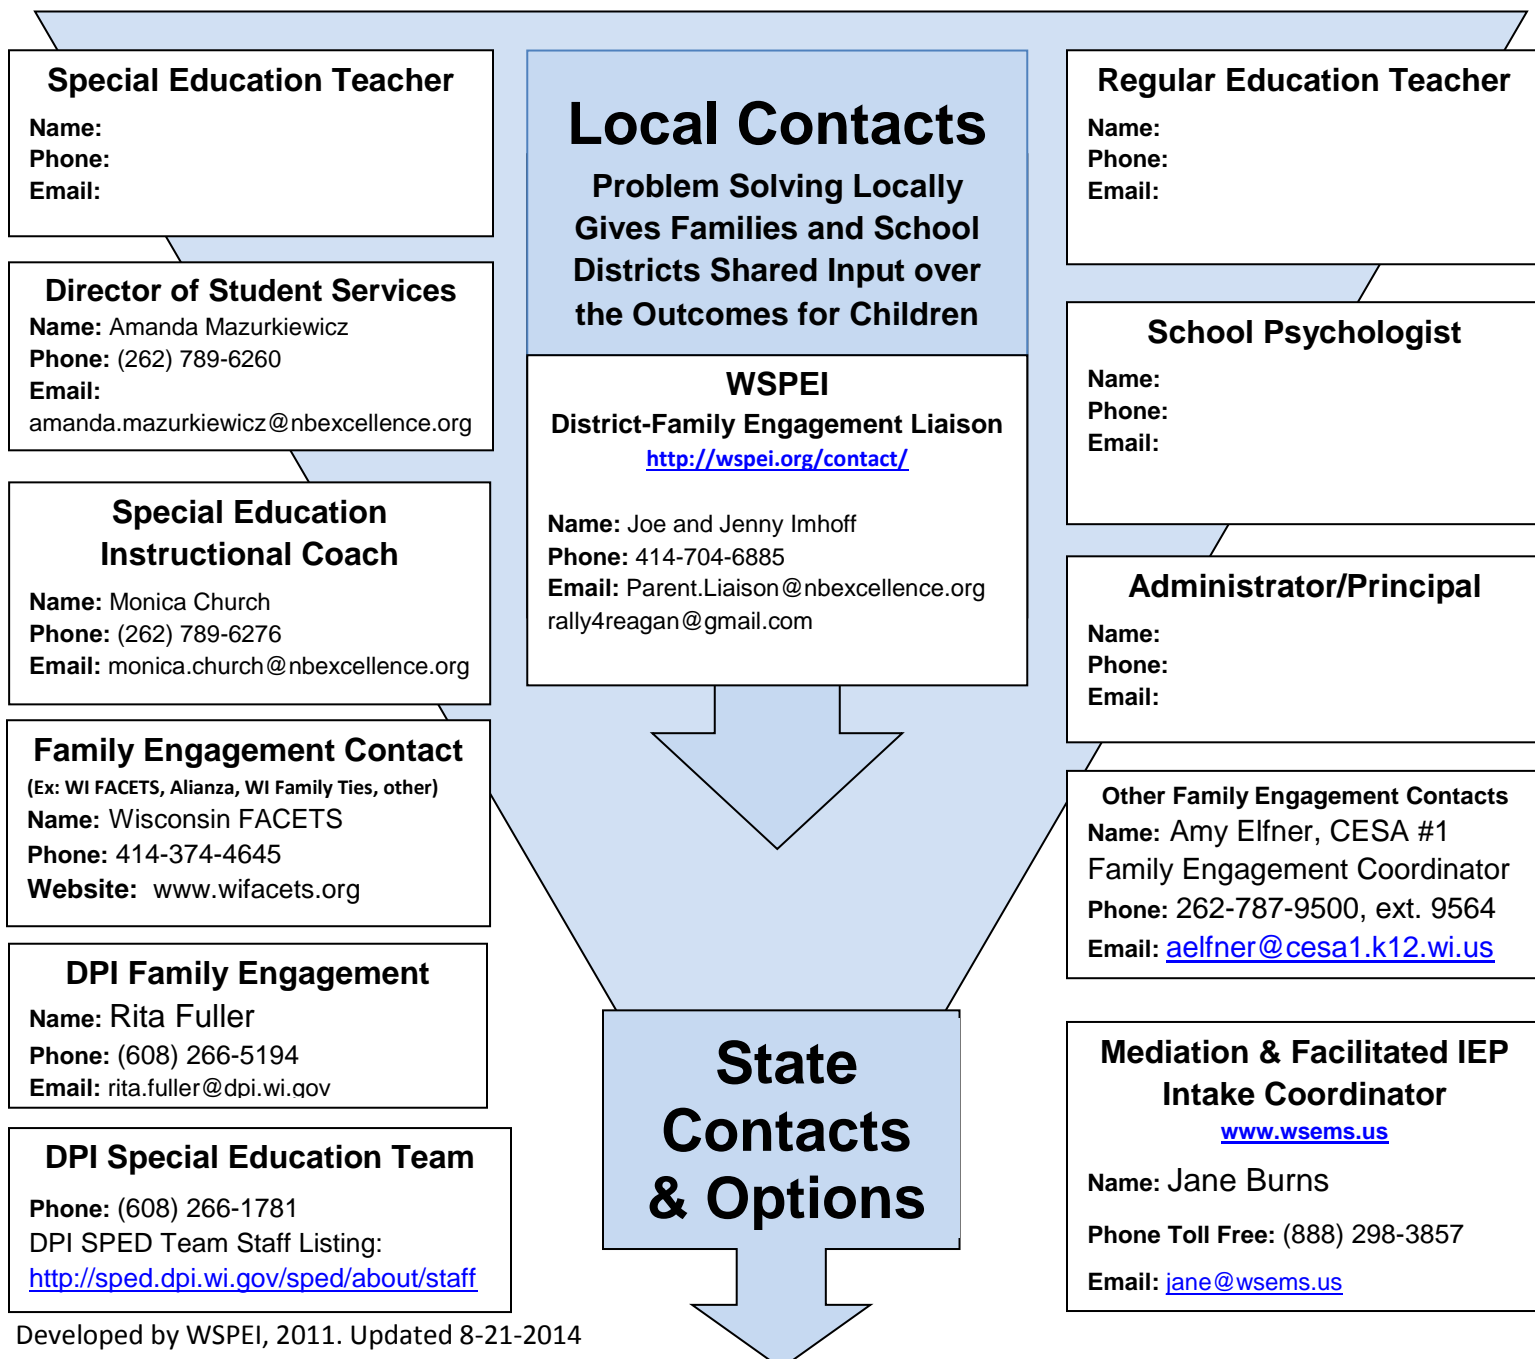 Special Education Teacher
Name:
Phone:
Email:
Director of Student Services
Name: Amanda Mazurkiewicz
Phone: (262) 789-6260
Email:
amanda.mazurkiewicz@nbexcellence.org
Special Education
Instructional Coach
Name: Monica Church
Phone: (262) 789-6276
Email: monica.church@nbexcellence.org
Family Engagement Contact
(Ex: WI FACETS, Alianza, WI Family Ties, other)
Name: Wisconsin FACETS
Phone: 414-374-4645
Website: www.wifacets.org
DPI Family Engagement
Name: Rita Fuller
Phone: (608) 266-5194
Email: rita.fuller@dpi.wi.gov
DPI Special Education Team
Phone: (608) 266-1781
DPI SPED Team Staff Listing:
http://sped.dpi.wi.gov/sped/about/staff
Local Contacts
Problem Solving Locally
Gives Families and School
Districts Shared Input over
the Outcomes for Children
WSPEI
District-Family Engagement Liaison
http://wspei.org/contact/
Name: Joe and Jenny Imhoff
Phone: 414-704-6885
Email: Parent.Liaison@nbexcellence.org
rally4reagan@gmail.com
State
Contacts
& Options
Regular Education Teacher
Name:
Phone:
Email:
School Psychologist
Name:
Phone:
Email:
Administrator/Principal
Name:
Phone:
Email:
Other Family Engagement Contacts
Name: Amy Elfner, CESA #1
Family Engagement Coordinator
Phone: 262-787-9500, ext. 9564
Email: aelfner@cesa1.k12.wi.us
Mediation & Facilitated IEP
Intake Coordinator
www.wsems.us
Name: Jane Burns
Phone Toll Free: (888) 298-3857
Email: jane@wsems.us
Developed by WSPEI, 2011. Updated 8-21-2014